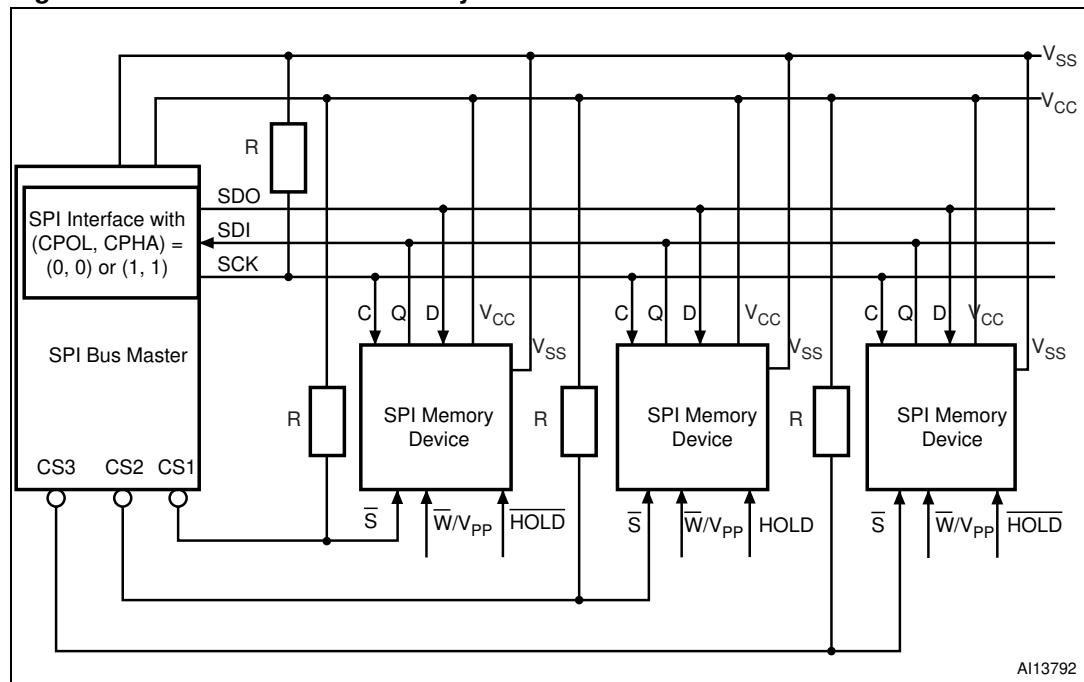 VSS
VCC
R
SDO
SPI Interface with
(CPOL, CPHA) =
(0, 0) or (1, 1)
SDI
SCK
C Q D VCC
C Q D VCC
C Q D VCC
SPI Bus Master
VSS
VSS
VSS
R
SPI Memory
Device
R
SPI Memory
Device
R
SPI Memory
Device
CS3 CS2 CS1
S̅ W̅/VPP H̅O̅L̅D̅
S̅ W̅/VPP HOLD
S̅ W̅/VPP H̅O̅L̅D̅
AI13792